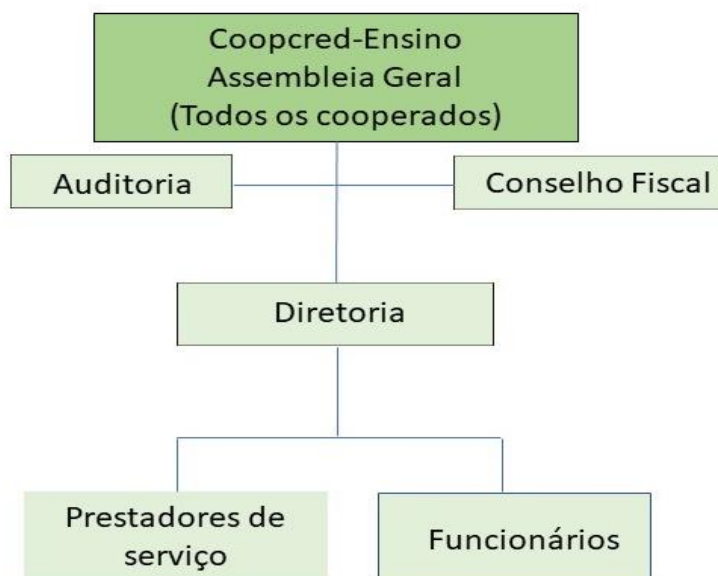 Coopcred-Ensino
Assembleia Geral
(Todos os cooperados)
Auditoria
Conselho Fiscal
Diretoria
Prestadores de
serviço
Funcionários